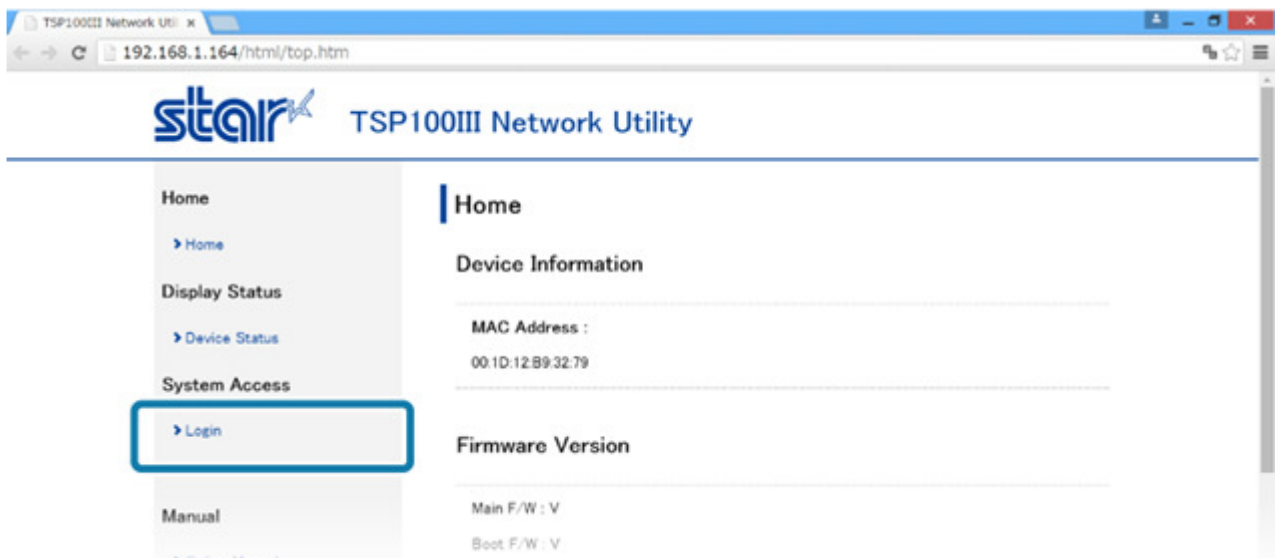 TSP100III Network Uti
192.168.1.164/html/top.htm
star
TSP100III Network Utility
Home
Home
Display Status
Device Status
System Access
Login
Manual
Home
Device Information
MAC Address :
00:1D:12:B9:32:79
Firmware Version
Main F/W : V
Boot F/W : V